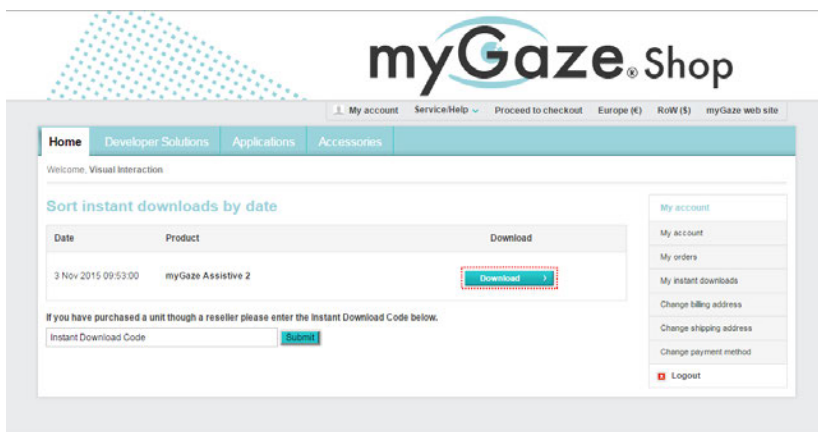 myGaze® Shop
My account Service/Help Proceed to checkout Europe (€) RoW ($) myGaze web site
Home Developer Solutions Applications Accessories
Welcome, Visual Interaction
Sort instant downloads by date
Date Product Download
3 Nov 2015 09:53:00 myGaze Assistive 2 Download
If you have purchased a unit though a reseller please enter the Instant Download Code below.
Instant Download Code Submit
My account
My account
My orders
My instant downloads
Change billing address
Change shipping address
Change payment method
Logout